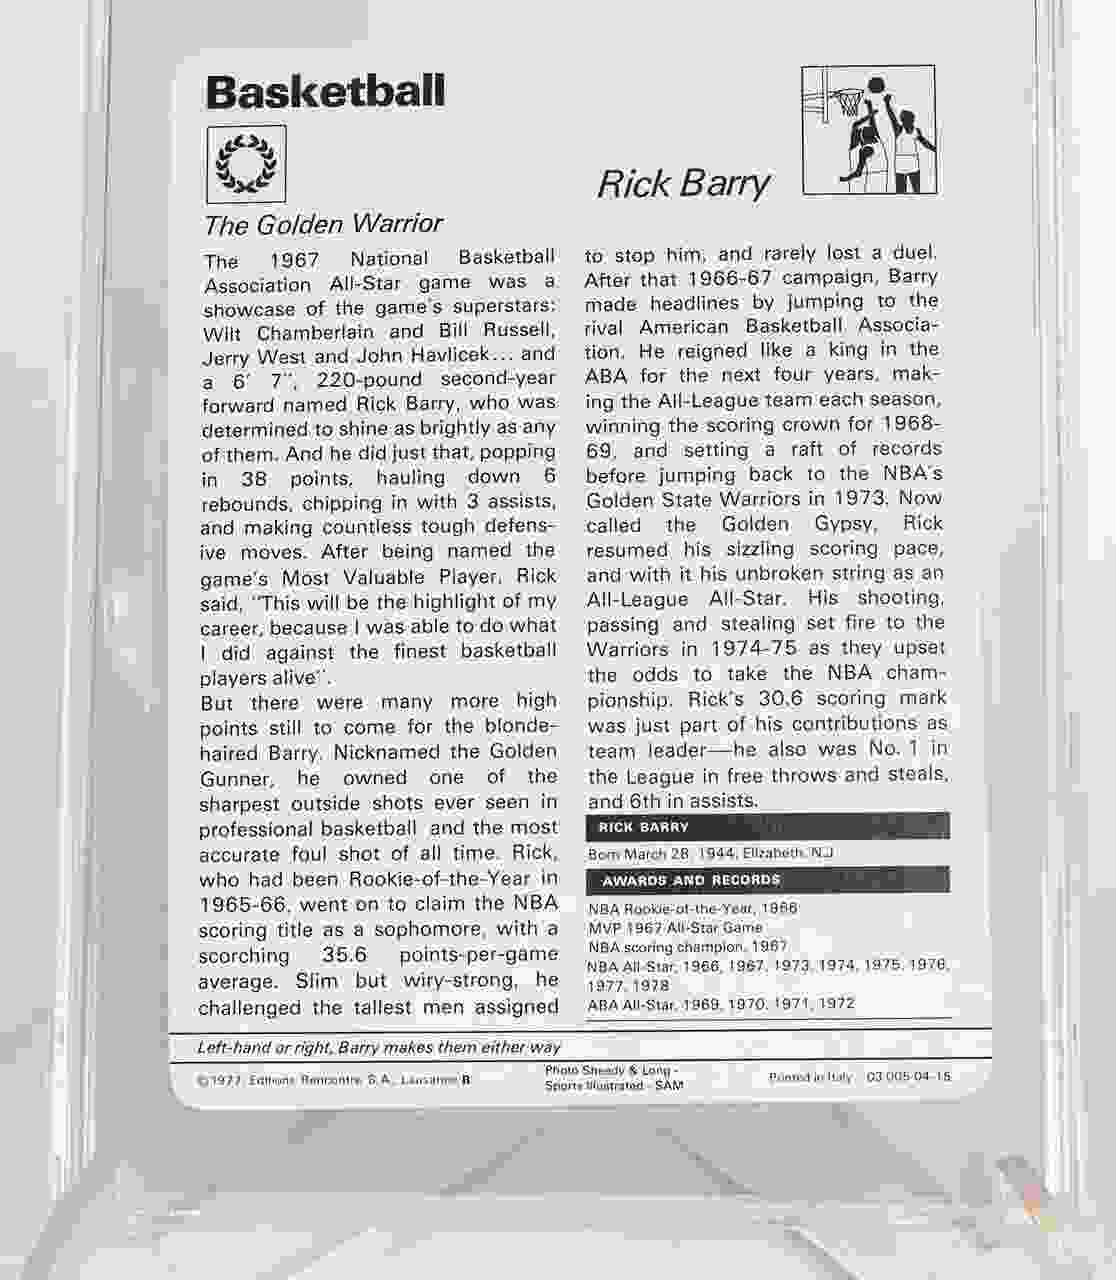 Basketball
Rick Barry
The Golden Warrior
The 1967 National Basketball
Association All-Star game was a
showcase of the game's superstars:
Wilt Chamberlain and Bill Russell,
Jerry West and John Havlicek... and
a 6' 7", 220-pound second-year
forward named Rick Barry, who was
determined to shine as brightly as any
of them. And he did just that, popping
in 38 points, hauling down 6
rebounds, chipping in with 3 assists,
and making countless tough defens-
ive moves. After being named the
game's Most Valuable Player, Rick
said, "This will be the highlight of my
career, because I was able to do what
I did against the finest basketball
players alive".
But there were many more high
points still to come for the blonde-
haired Barry. Nicknamed the Golden
Gunner, he owned one of the
sharpest outside shots ever seen in
professional basketball and the most
accurate foul shot of all time. Rick,
who had been Rookie-of-the-Year in
1965-66, went on to claim the NBA
scoring title as a sophomore, with a
scorching 35.6 points-per-game
average. Slim but wiry-strong, he
challenged the tallest men assigned
to stop him, and rarely lost a duel.
After that 1966-67 campaign, Barry
made headlines by jumping to the
rival American Basketball Associa-
tion. He reigned like a king in the
ABA for the next four years, mak-
ing the All-League team each season,
winning the scoring crown for 1968-
69, and setting a raft of records
before jumping back to the NBA's
Golden State Warriors in 1973. Now
called the Golden Gypsy, Rick
resumed his sizzling scoring pace,
and with it his unbroken string as an
All-League All-Star. His shooting,
passing and stealing set fire to the
Warriors in 1974-75 as they upset
the odds to take the NBA cham-
pionship. Rick's 30.6 scoring mark
was just part of his contributions as
team leader—he also was No. 1 in
the League in free throws and steals,
and 6th in assists.
RICK BARRY
Born March 28, 1944, Elizabeth, NJ
AWARDS AND RECORDS
NBA Rookie-of-the-Year, 1966
MVP 1967 All-Star Game
NBA scoring champion, 1967
NBA All-Star, 1966, 1967, 1973, 1974, 1975, 1976,
1977, 1978
ABA All-Star, 1969, 1970, 1971, 1972
Left-hand or right, Barry makes them either way
©1977, Editions Rencontre S.A., Lausanne B
Photo Sheedy & Long -
Sports Illustrated - SAM
Printed in Italy 03 005 04-15